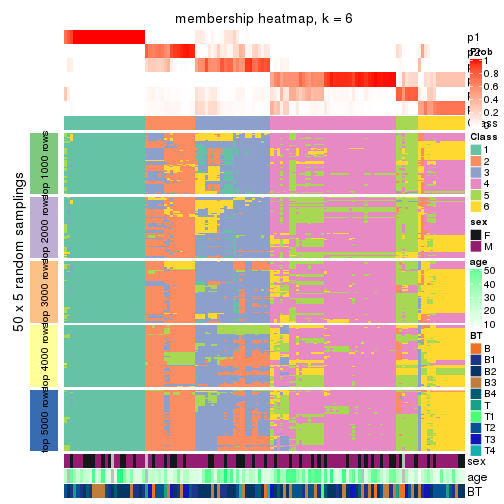 membership heatmap, k = 6
p1
p2
Prob
1
0.8
0.6
0.4
0.2
0
Class
Class
1
2
3
4
5
6
sex
F
M
age
50
40
30
20
10
BT
B
B1
B2
B3
B4
T
T1
T2
T3
T4
50 x 5 random samplings
top 1000 rows
top 2000 rows
top 3000 rows
top 4000 rows
top 5000 rows
sex
age
BT